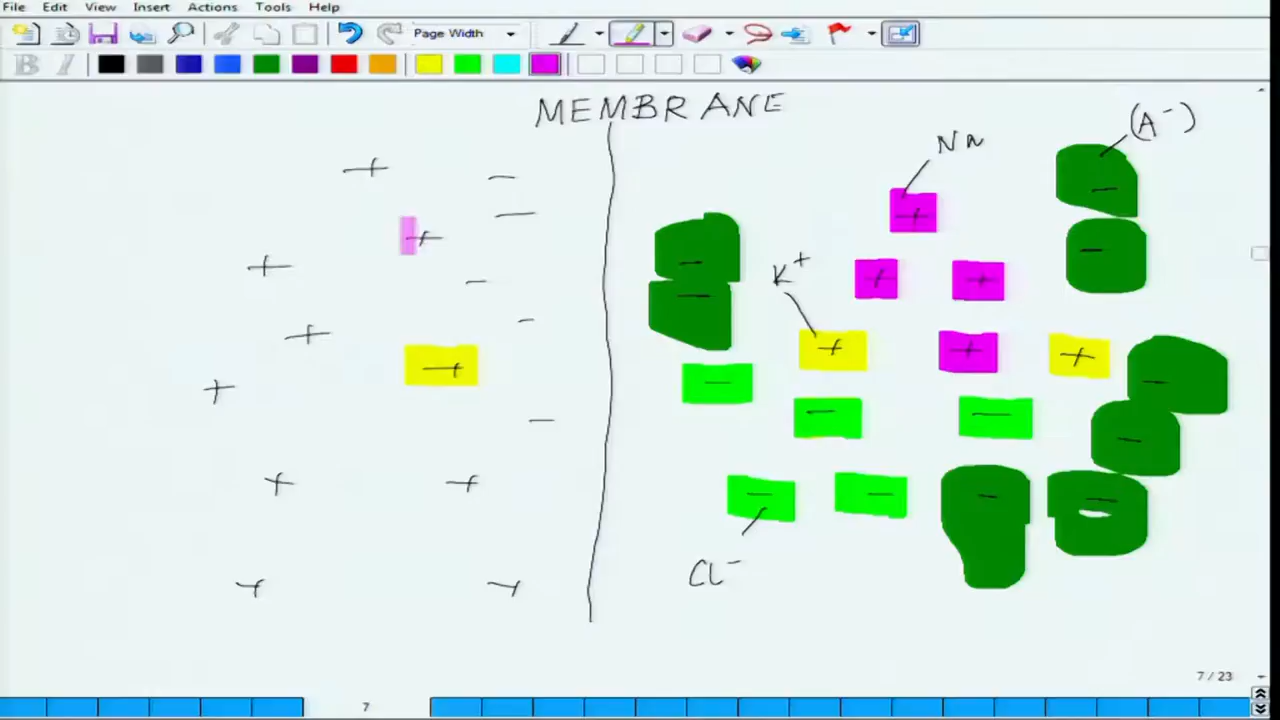 File Edit View Insert Actions Tools Help
Page Width
B I
MEMBRANE
(A-)
Na
K+
Cl-
7 / 23
7